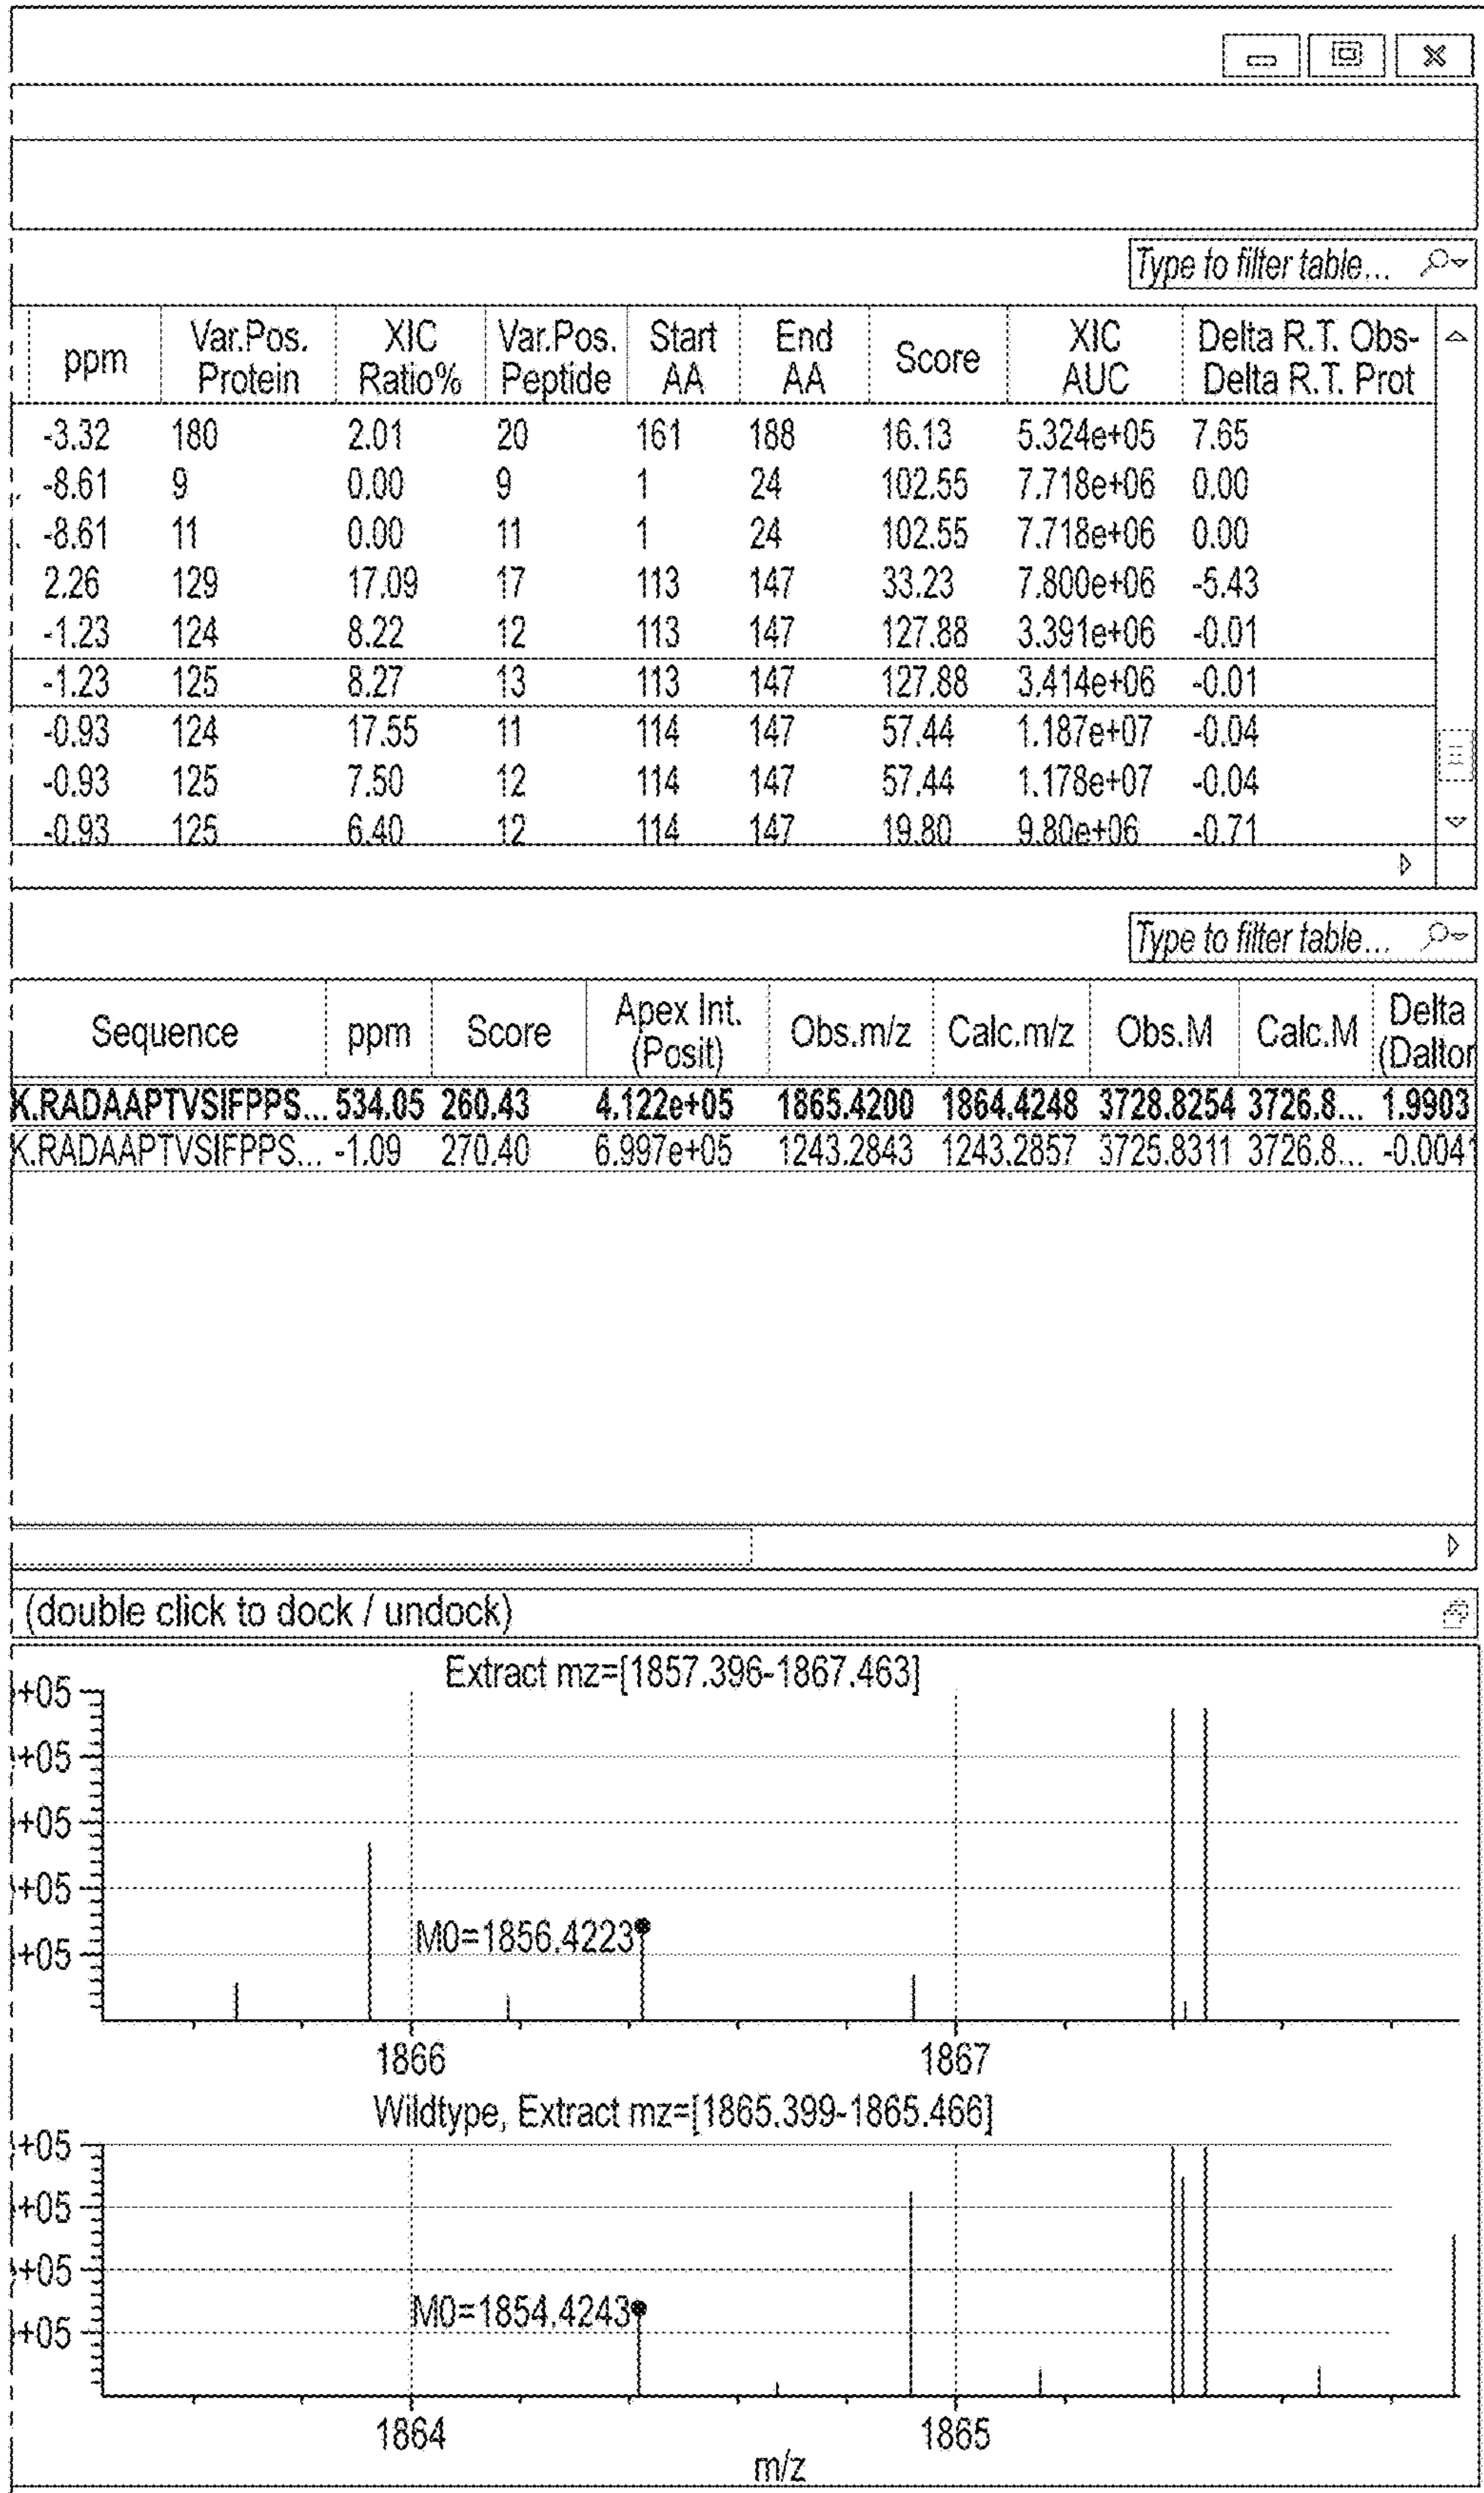 Type to filter table...
ppm Var.Pos. Protein XIC Ratio% Var.Pos. Peptide Start AA End AA Score XIC AUC Delta R.T. Obs- Delta R.T. Prot
-3.32 180 2.01 20 161 188 16.13 5.324e+05 7.65
-8.61 9 0.00 9 1 24 102.55 7.718e+06 0.00
-8.61 11 0.00 11 1 24 102.55 7.718e+06 0.00
2.26 129 17.09 17 113 147 33.23 7.800e+06 -5.43
-1.23 124 8.22 12 113 147 127.88 3.391e+06 -0.01
-1.23 125 8.27 13 113 147 127.88 3.414e+06 -0.01
-0.93 124 17.55 11 114 147 57.44 1.187e+07 -0.04
-0.93 125 7.50 12 114 147 57.44 1.178e+07 -0.04
-0.93 125 6.40 12 114 147 19.80 9.80e+06 -0.71
Type to filter table...
Sequence ppm Score Apex Int. (Posit) Obs.m/z Calc.m/z Obs.M Calc.M Delta (Daltor
K.RADAAPTVSIFPPS... 534.05 260.43 4.122e+05 1865.4200 1864.4248 3728.8254 3726.8... 1.9903
K.RADAAPTVSIFPPS... -1.09 270.40 6.997e+05 1243.2843 1243.2857 3725.8311 3726.8... -0.0041
(double click to dock / undock)
Extract mz=[1857.396-1867.463]
+05
+05
+05
+05
+05
M0=1856.4223
1866 1867
Wildtype, Extract mz=[1865.399-1865.466]
+05
+05
+05
+05
M0=1854.4243
1864 1865
m/z